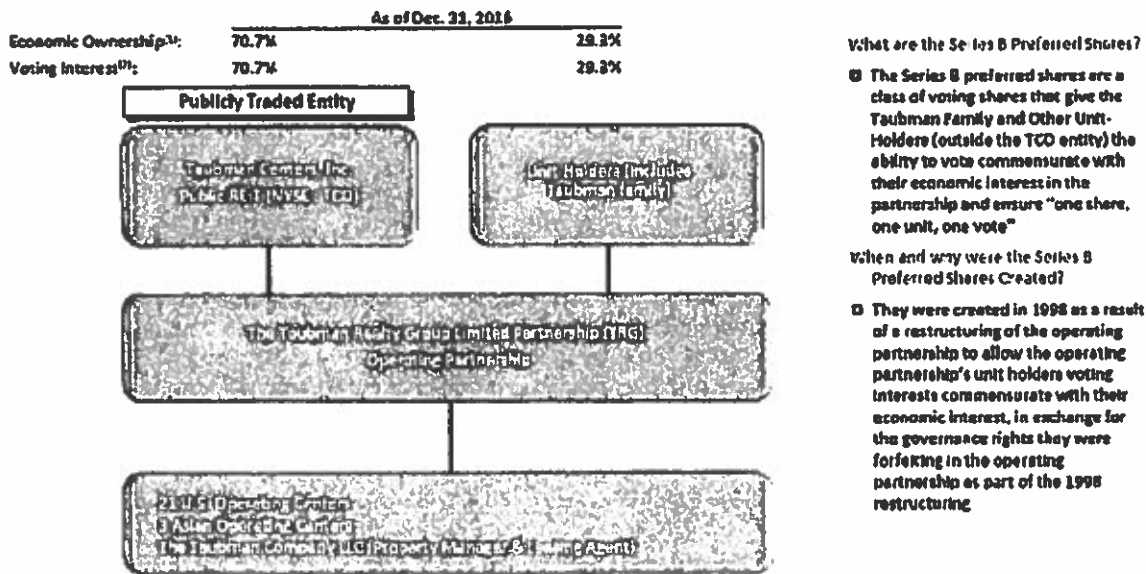 As of Dec. 31, 2016
Economic Ownership⁽¹⁾: 70.7% 29.3%
Voting Interest⁽²⁾: 70.7% 29.3%
Publicly Traded Entity
Taubman Centers, Inc.
Public REIT (NYSE: TCO)
Unit Holders (includes
Taubman family)
The Taubman Realty Group Limited Partnership (TRG)
Operating Partnership
21 U.S. Operating Centers
3 Asian Operating Centers
The Taubman Company LLC (Property Manager & Leasing Agent)
What are the Series B Preferred Shares?
The Series B preferred shares are a
class of voting shares that give the
Taubman Family and Other Unit-
Holders (outside the TCO entity) the
ability to vote commensurate with
their economic interest in the
partnership and ensure "one share,
one unit, one vote"
When and why were the Series B
Preferred Shares Created?
They were created in 1998 as a result
of a restructuring of the operating
partnership to allow the operating
partnership's unit holders voting
interests commensurate with their
economic interest, in exchange for
the governance rights they were
forfeiting in the operating
partnership as part of the 1998
restructuring